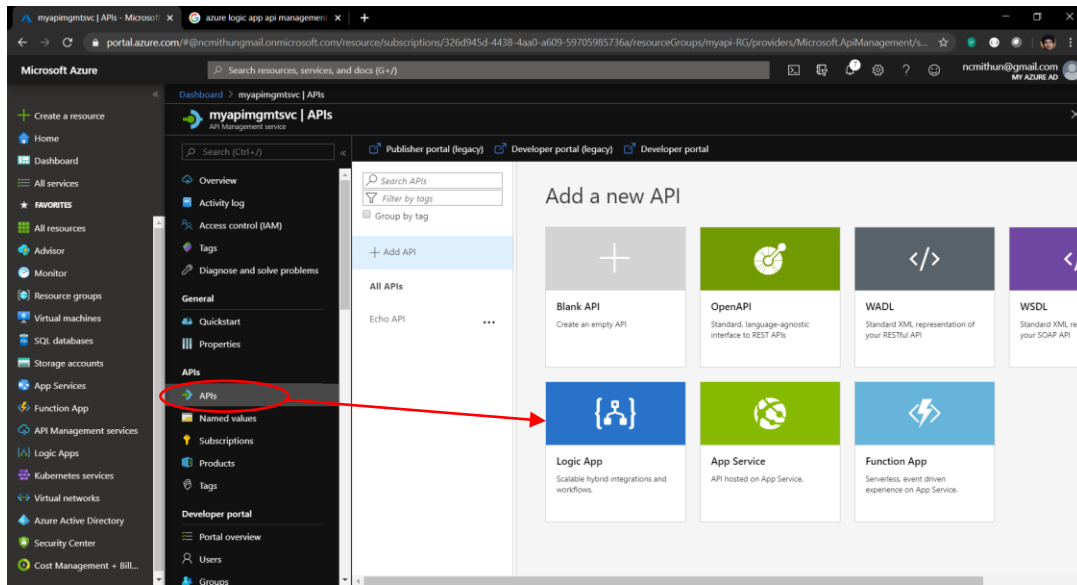 myapimgmtsvc | APIs - Microsoft
azure logic app api management
portal.azure.com/#@ncmithungmail.onmicrosoft.com/resource/subscriptions/326d945d-4438-4aa0-a609-59705985736a/resourceGroups/myapi-RG/providers/Microsoft.ApiManagement/s...
Microsoft Azure
Search resources, services, and docs (G+/)
7
ncmithun@gmail.com
MY AZURE AD
Create a resource
Home
Dashboard
All services
FAVORITES
All resources
Advisor
Monitor
Resource groups
Virtual machines
SQL databases
Storage accounts
App Services
Function App
API Management services
Logic Apps
Kubernetes services
Virtual networks
Azure Active Directory
Security Center
Cost Management + Bill...
Dashboard > myapimgmtsvc | APIs
myapimgmtsvc | APIs
API Management service
Search (Ctrl+/)
Overview
Activity log
Access control (IAM)
Tags
Diagnose and solve problems
General
Quickstart
Properties
APIs
APIs
Named values
Subscriptions
Products
Tags
Developer portal
Portal overview
Users
Groups
Publisher portal (legacy) Developer portal (legacy) Developer portal
Search APIs
Filter by tags
Group by tag
Add API
All APIs
Echo API ...
Add a new API
Blank API
Create an empty API
OpenAPI
Standard, language-agnostic
interface to REST APIs
</>
WADL
Standard XML representation of
your RESTful API
WSDL
Standard XML re
your SOAP API
Logic App
Scalable hybrid integrations and
workflows.
App Service
API hosted on App Service.
Function App
Serverless, event driven
experience on App Service.